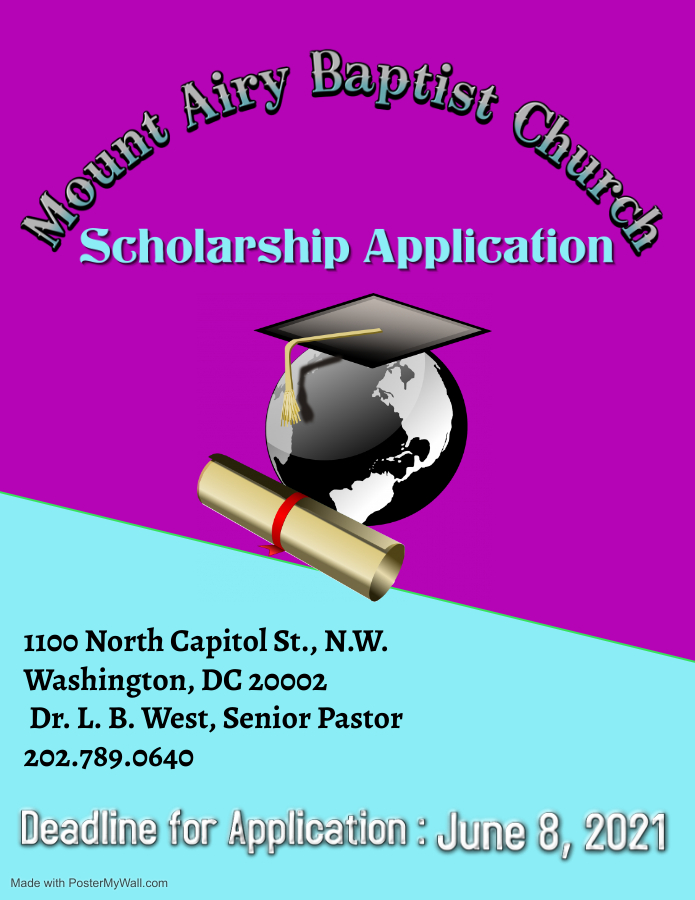 Mount Airy Baptist Church
Scholarship Application
1100 North Capitol St., N.W.
Washington, DC 20002
Dr. L. B. West, Senior Pastor
202.789.0640
Deadline for Application : June 8, 2021
Made with PosterMyWall.com